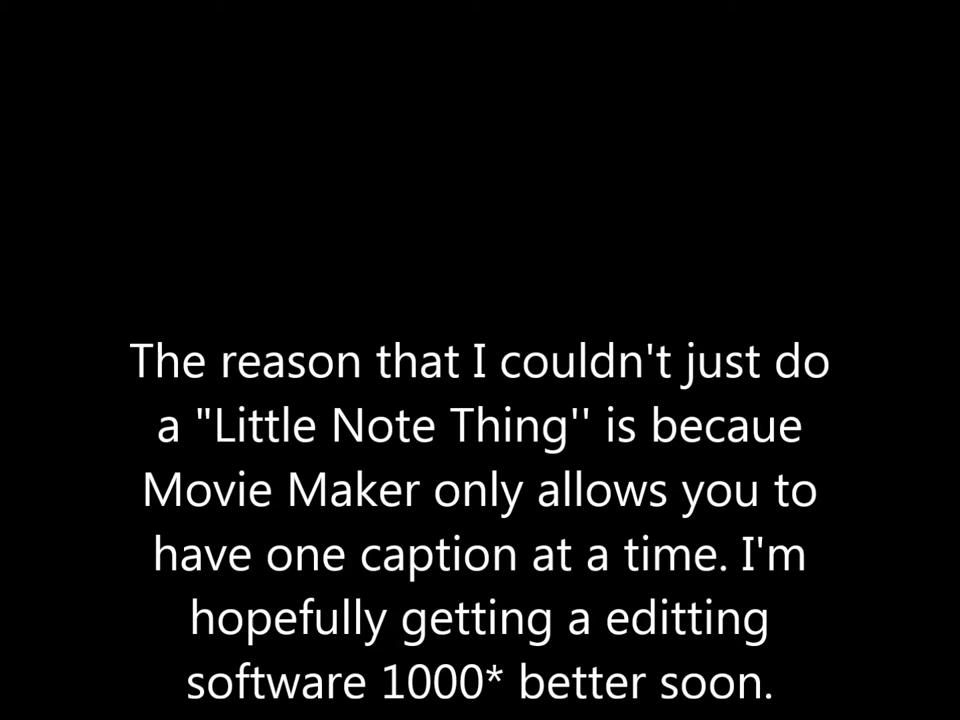 The reason that I couldn't just do
a "Little Note Thing'' is becaue
Movie Maker only allows you to
have one caption at a time. I'm
hopefully getting a editting
software 1000* better soon.